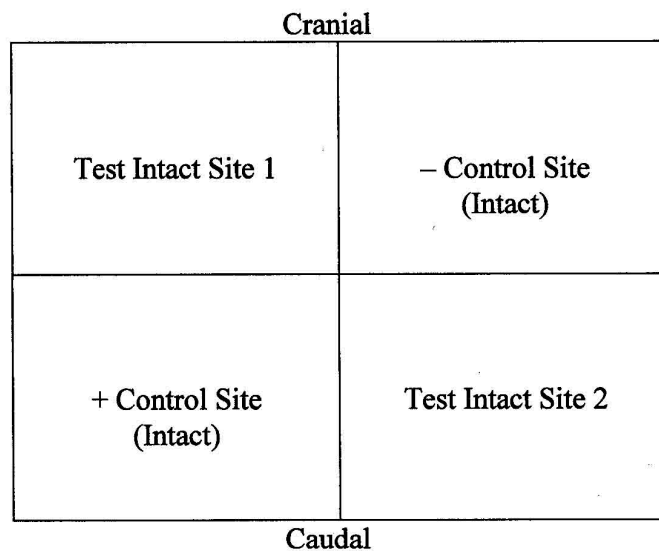 Cranial
Test Intact Site 1
– Control Site
(Intact)
+ Control Site
(Intact)
Test Intact Site 2
Caudal